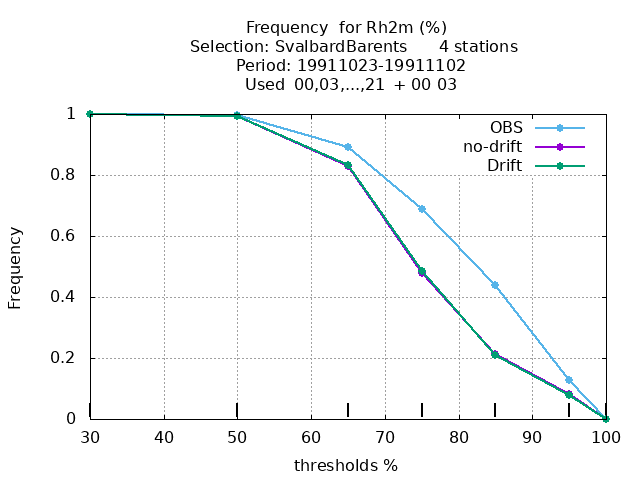 Frequency  for Rh2m (%)
Selection: SvalbardBarents      4 stations
Period: 19911023-19911102
Used  00,03,...,21  + 00 03
OBS
no-drift
Drift
Frequency
1
0.8
0.6
0.4
0.2
0
30 40 50 60 70 80 90 100
thresholds %